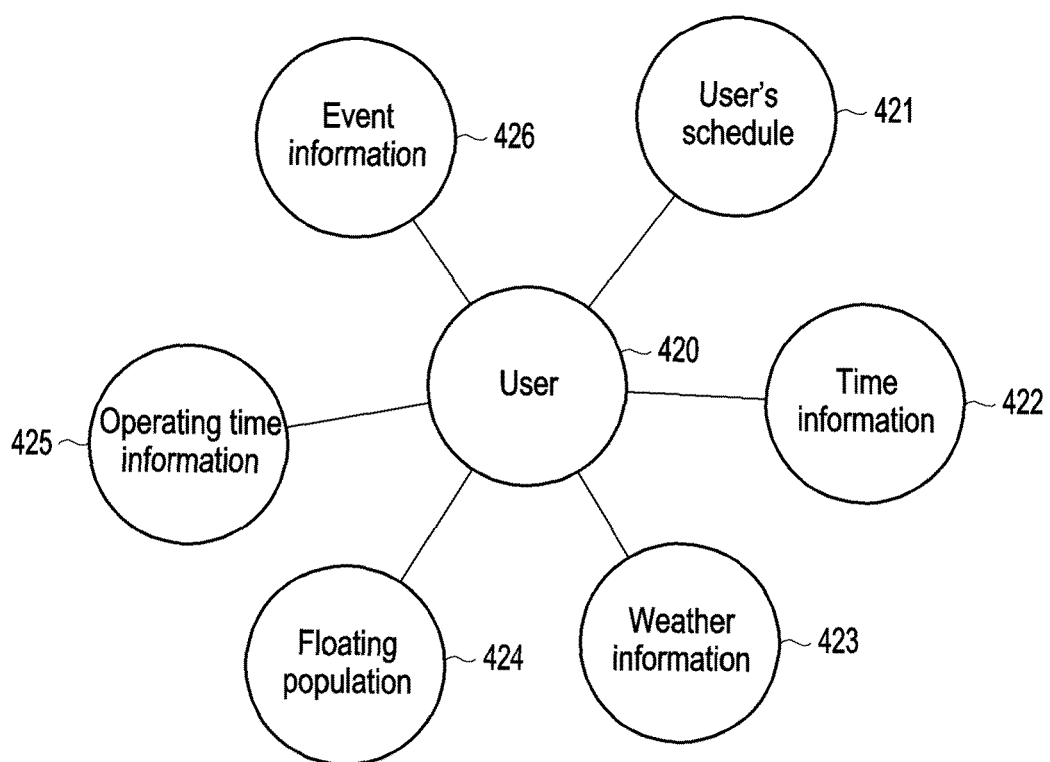 Event
information
426
User's
schedule
421
User
420
Time
information
422
Operating time
information
425
Floating
population
424
Weather
information
423